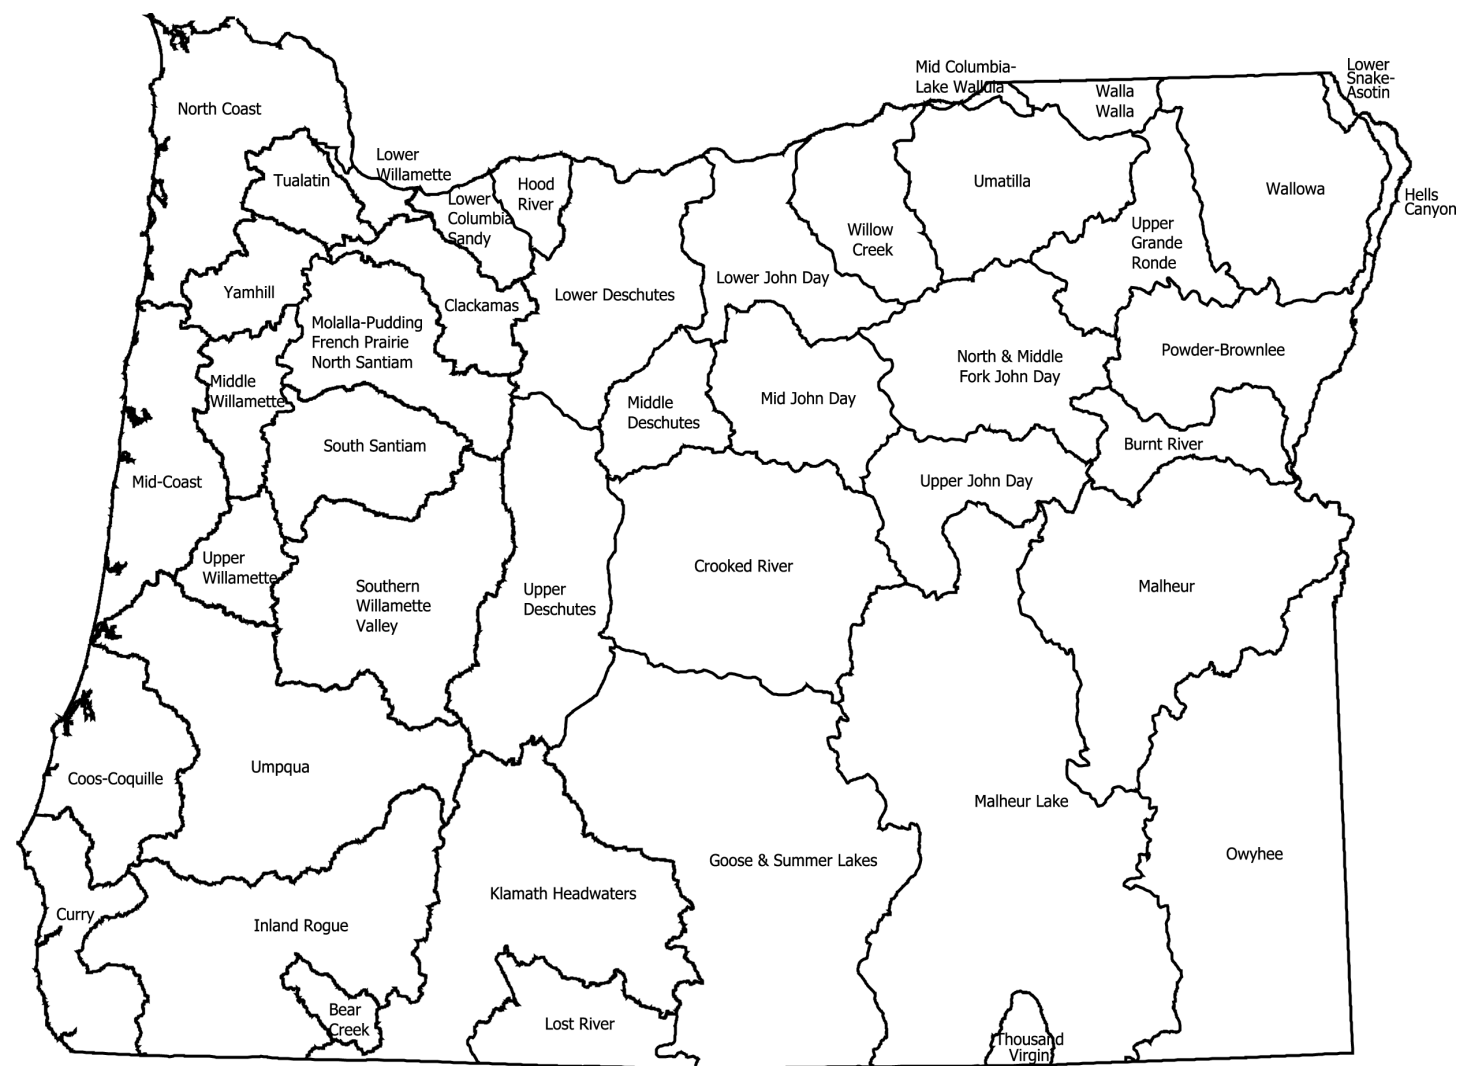 Mid Columbia-
Lake Wallula
Lower
Snake-
Asotin
Walla
Walla
North Coast
Lower
Willamette
Tualatin
Hood
River
Umatilla
Wallowa
Hells
Canyon
Lower
Columbia
Sandy
Willow
Creek
Upper
Grande
Ronde
Yamhill
Clackamas
Lower Deschutes
Lower John Day
Molalla-Pudding
French Prairie
North Santiam
North & Middle
Fork John Day
Powder-Brownlee
Middle
Willamette
Middle
Deschutes
Mid John Day
South Santiam
Burnt River
Mid-Coast
Upper John Day
Upper
Willamette
Southern
Willamette
Valley
Upper
Deschutes
Crooked River
Malheur
Coos-Coquille
Umpqua
Malheur Lake
Goose & Summer Lakes
Owyhee
Klamath Headwaters
Curry
Inland Rogue
Bear
Creek
Lost River
Thousand
Virgin